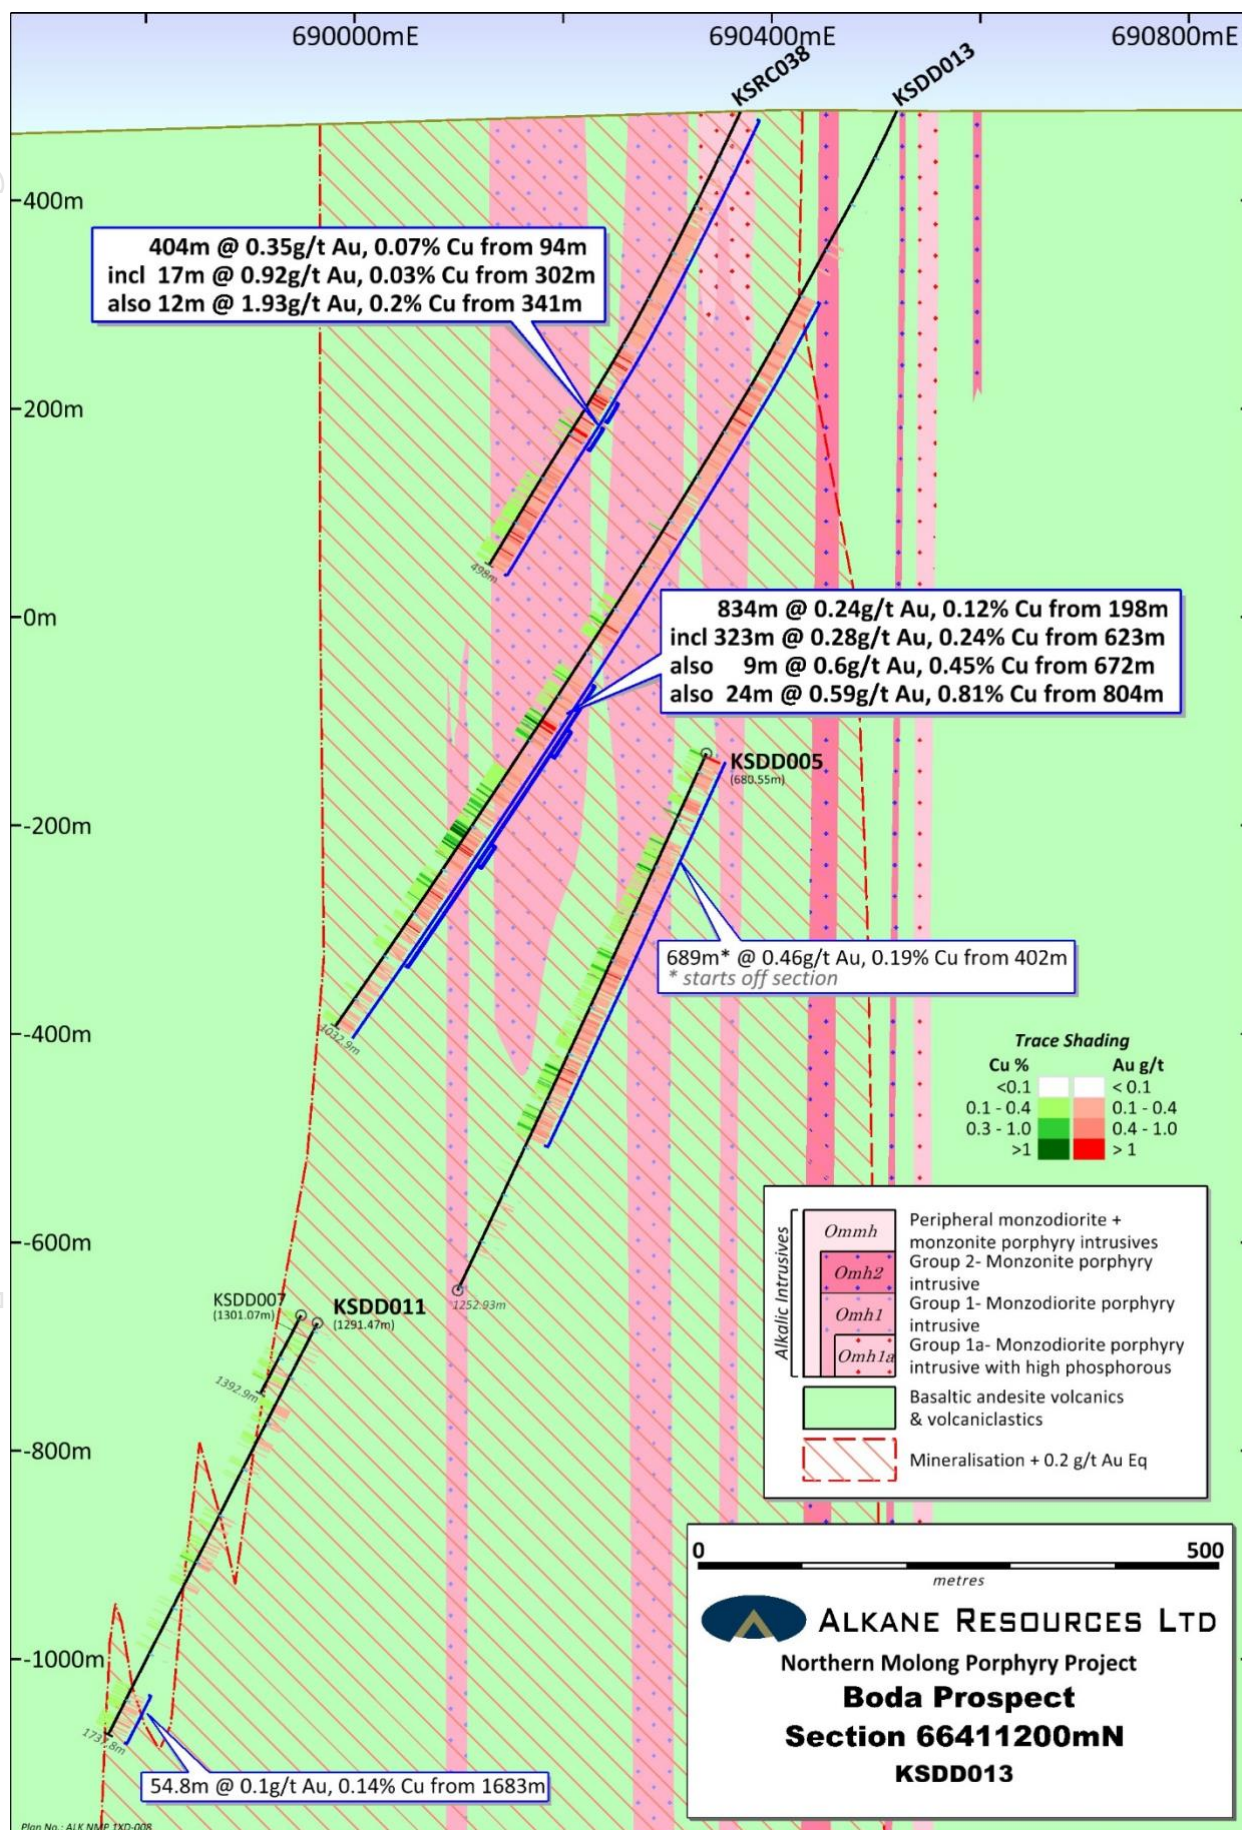 690000mE
690400mE
690800mE
KSRC038
KSDD013
400m
404m @ 0.35g/t Au, 0.07% Cu from 94m
incl 17m @ 0.92g/t Au, 0.03% Cu from 302m
also 12m @ 1.93g/t Au, 0.2% Cu from 341m
200m
498m
0m
834m @ 0.24g/t Au, 0.12% Cu from 198m
incl 323m @ 0.28g/t Au, 0.24% Cu from 623m
also 9m @ 0.6g/t Au, 0.45% Cu from 672m
also 24m @ 0.59g/t Au, 0.81% Cu from 804m
KSDD005
(680.55m)
-200m
689m* @ 0.46g/t Au, 0.19% Cu from 402m
* starts off section
-400m
1032.9m
Trace Shading
Cu % Au g/t
<0.1 < 0.1
0.1 - 0.4 0.1 - 0.4
0.3 - 1.0 0.4 - 1.0
>1 > 1
-600m
1252.93m
KSDD007
(1301.07m)
KSDD011
(1291.47m)
1392.9m
Alkalic Intrusives
Ommh Peripheral monzodiorite +
monzonite porphyry intrusives
Omh2 Group 2- Monzonite porphyry
intrusive
Omh1 Group 1- Monzodiorite porphyry
intrusive
Omh1a Group 1a- Monzodiorite porphyry
intrusive with high phosphorous
Basaltic andesite volcanics
& volcaniclastics
Mineralisation + 0.2 g/t Au Eq
-800m
-1000m
1737.8m
54.8m @ 0.1g/t Au, 0.14% Cu from 1683m
0 500
metres
ALKANE RESOURCES LTD
Northern Molong Porphyry Project
Boda Prospect
Section 66411200mN
KSDD013
Plan No.: ALK NMP 1XD-008